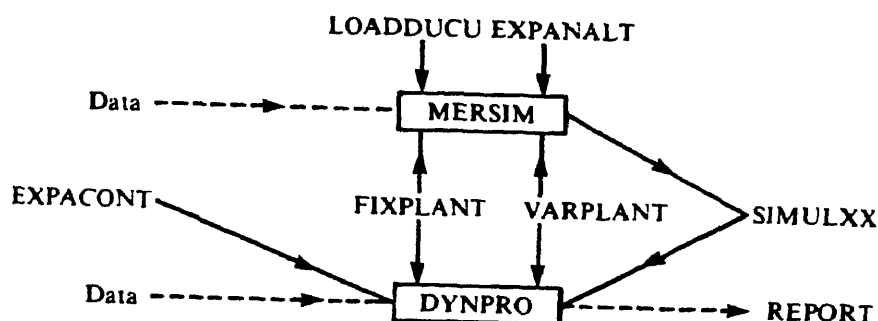 LOADDUCU EXPANALT
Data
MERSIM
EXPACONT
FIXPLANT
VARPLANT
SIMULXX
Data
DYNPRO
REPORT